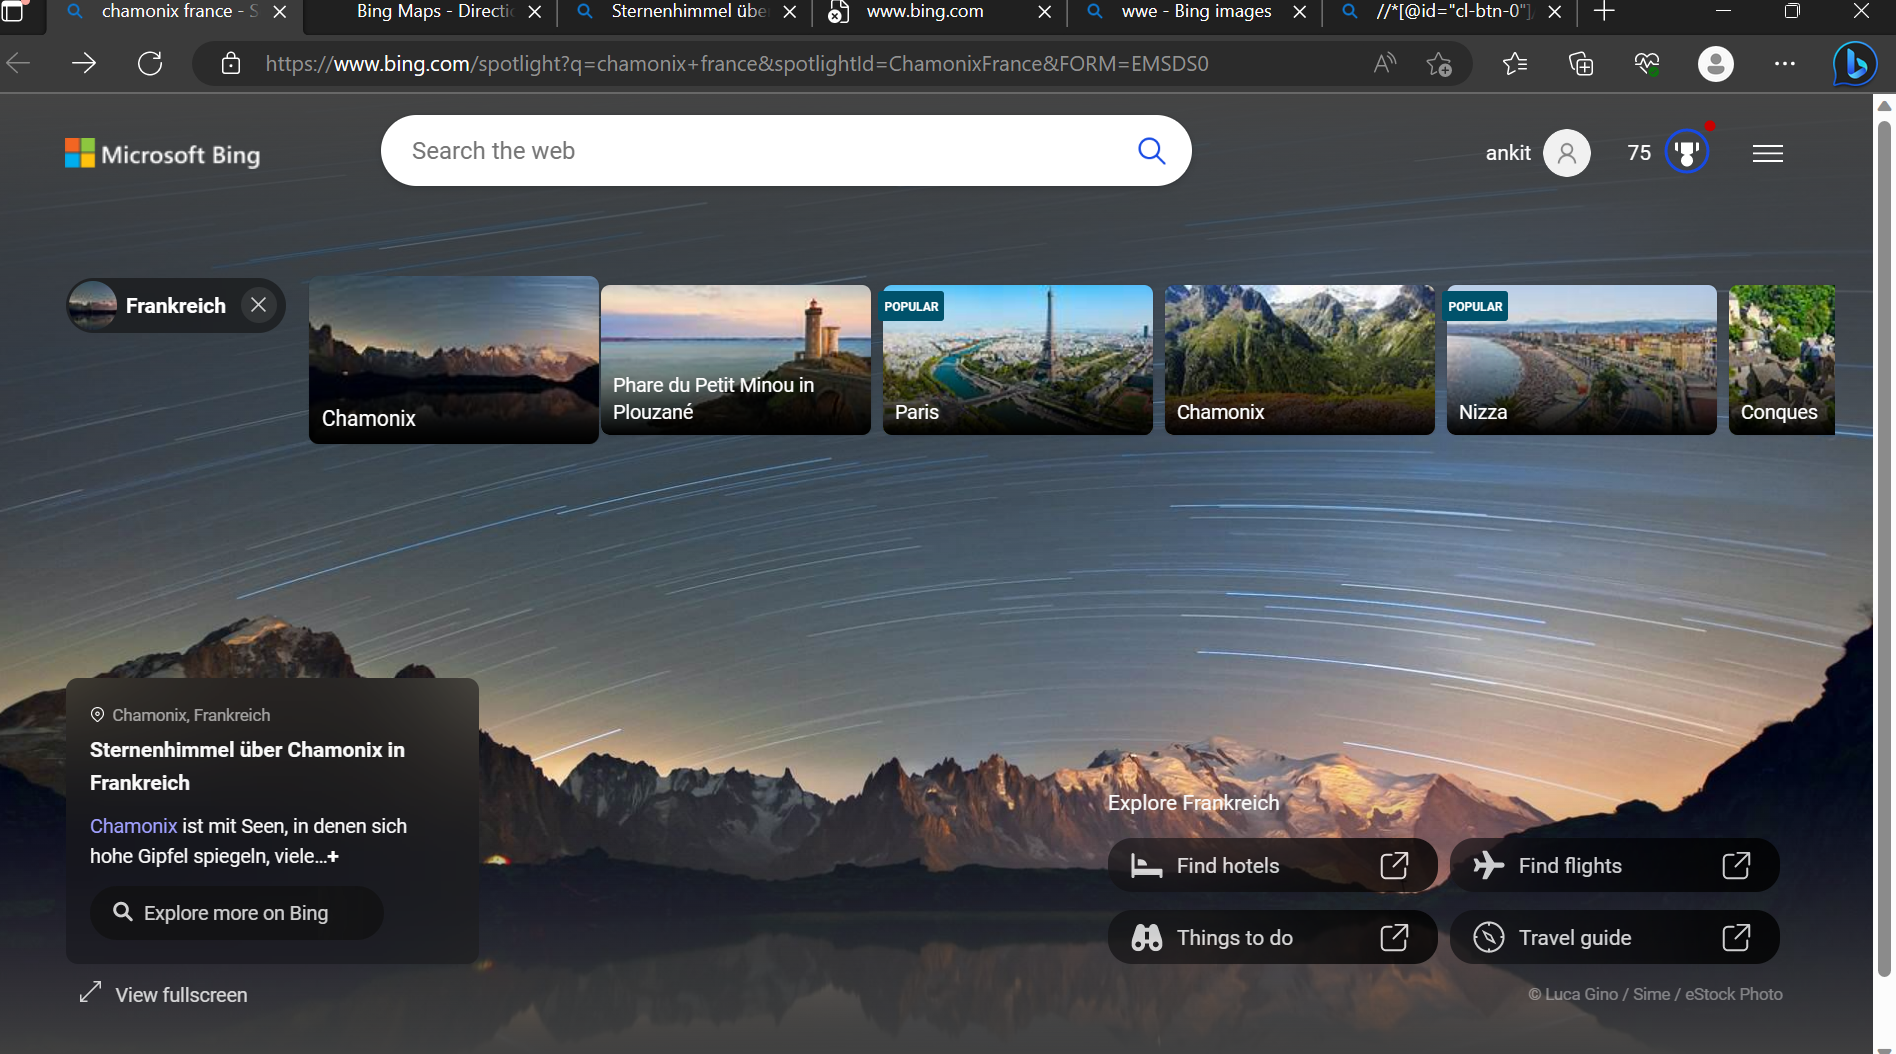 chamonix france - S
Bing Maps - Directi
Sternenhimmel übe
www.bing.com
wwe - Bing images
//*[@id="cl-btn-0"]/
https://www.bing.com/spotlight?q=chamonix+france&spotlightId=ChamonixFrance&FORM=EMSDS0
Microsoft Bing
Search the web
ankit
75
Frankreich
Chamonix
Phare du Petit Minou in
Plouzané
POPULAR
Paris
Chamonix
POPULAR
Nizza
Conques
Chamonix, Frankreich
Sternenhimmel über Chamonix in
Frankreich
Chamonix ist mit Seen, in denen sich
hohe Gipfel spiegeln, viele...+
Explore more on Bing
View fullscreen
Explore Frankreich
Find hotels
Find flights
Things to do
Travel guide
© Luca Gino / Sime / eStock Photo